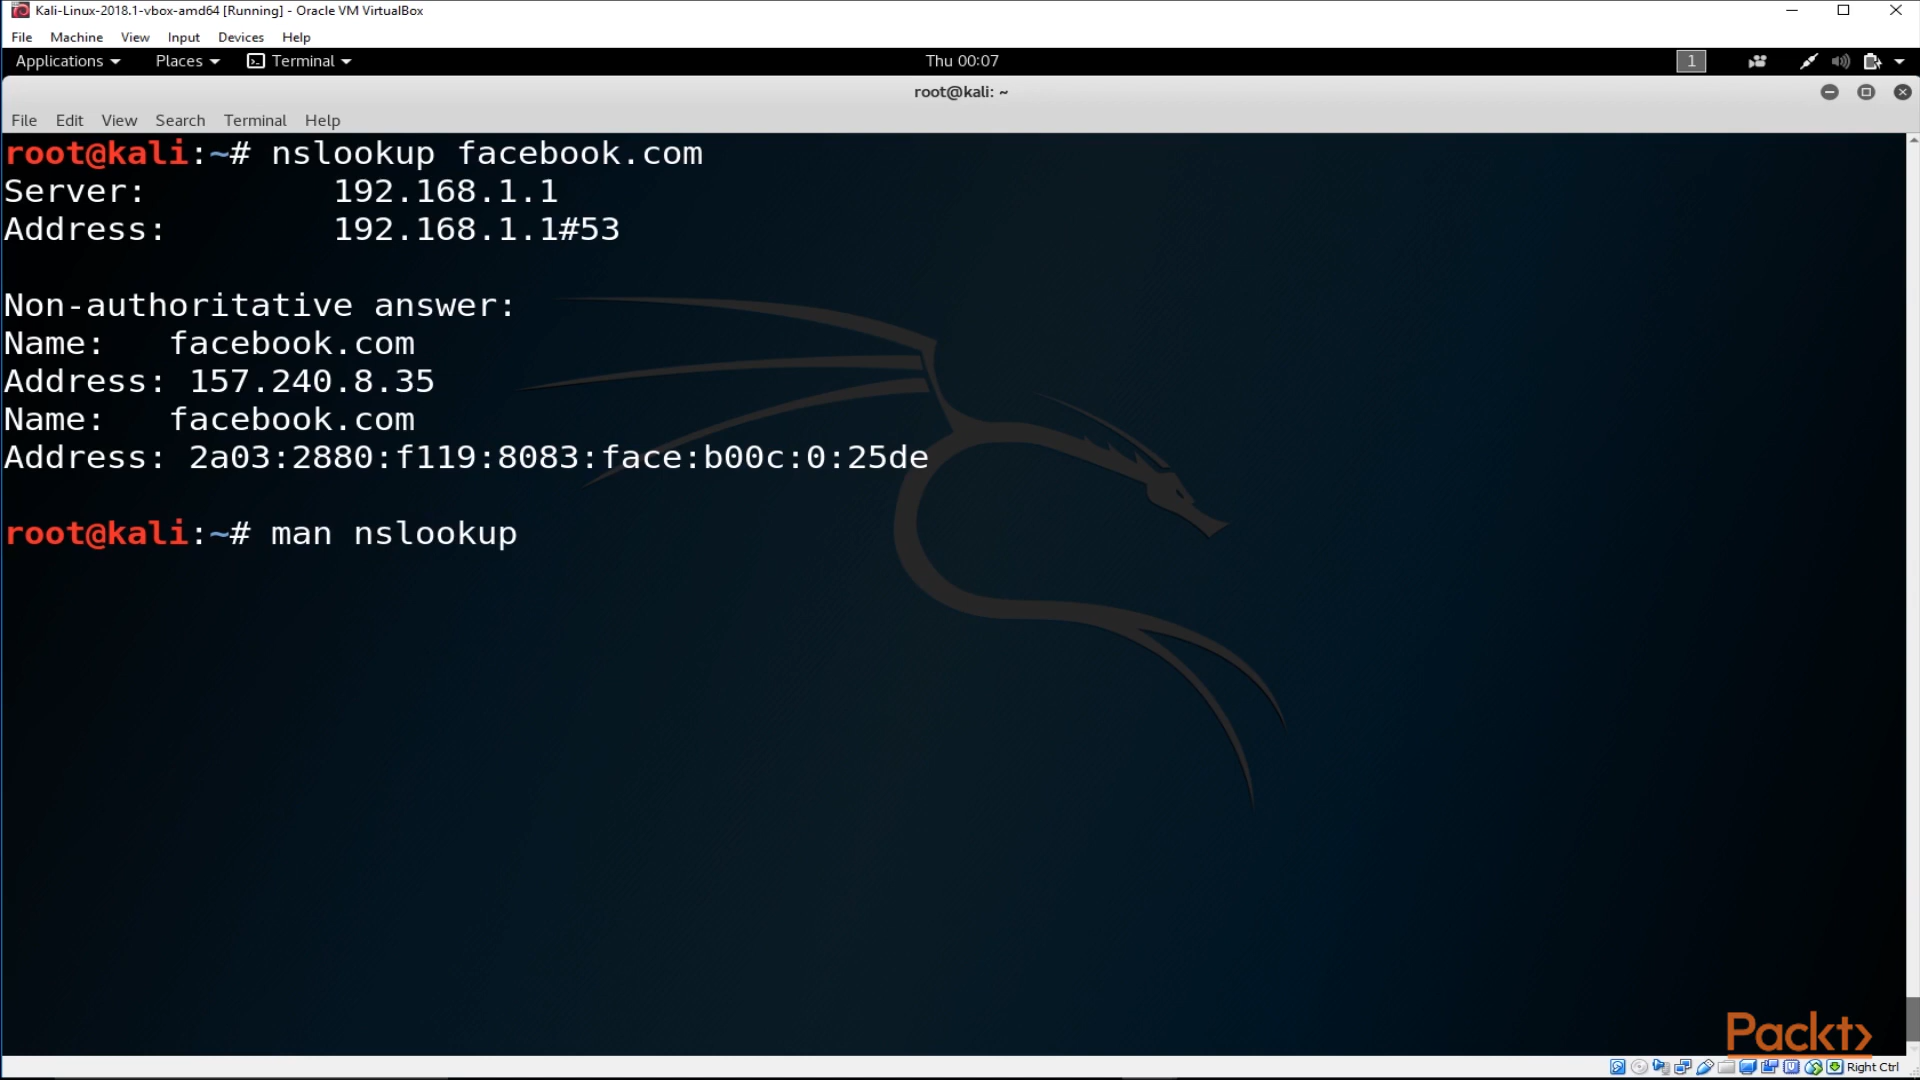 Kali-Linux-2018.1-vbox-amd64 [Running] - Oracle VM VirtualBox
File Machine View Input Devices Help
Applications Places Terminal Thu 00:07 1
root@kali: ~
File Edit View Search Terminal Help
root@kali:~# nslookup facebook.com
Server: 192.168.1.1
Address: 192.168.1.1#53
Non-authoritative answer:
Name: facebook.com
Address: 157.240.8.35
Name: facebook.com
Address: 2a03:2880:f119:8083:face:b00c:0:25de
root@kali:~# man nslookup
Packt
Right Ctrl